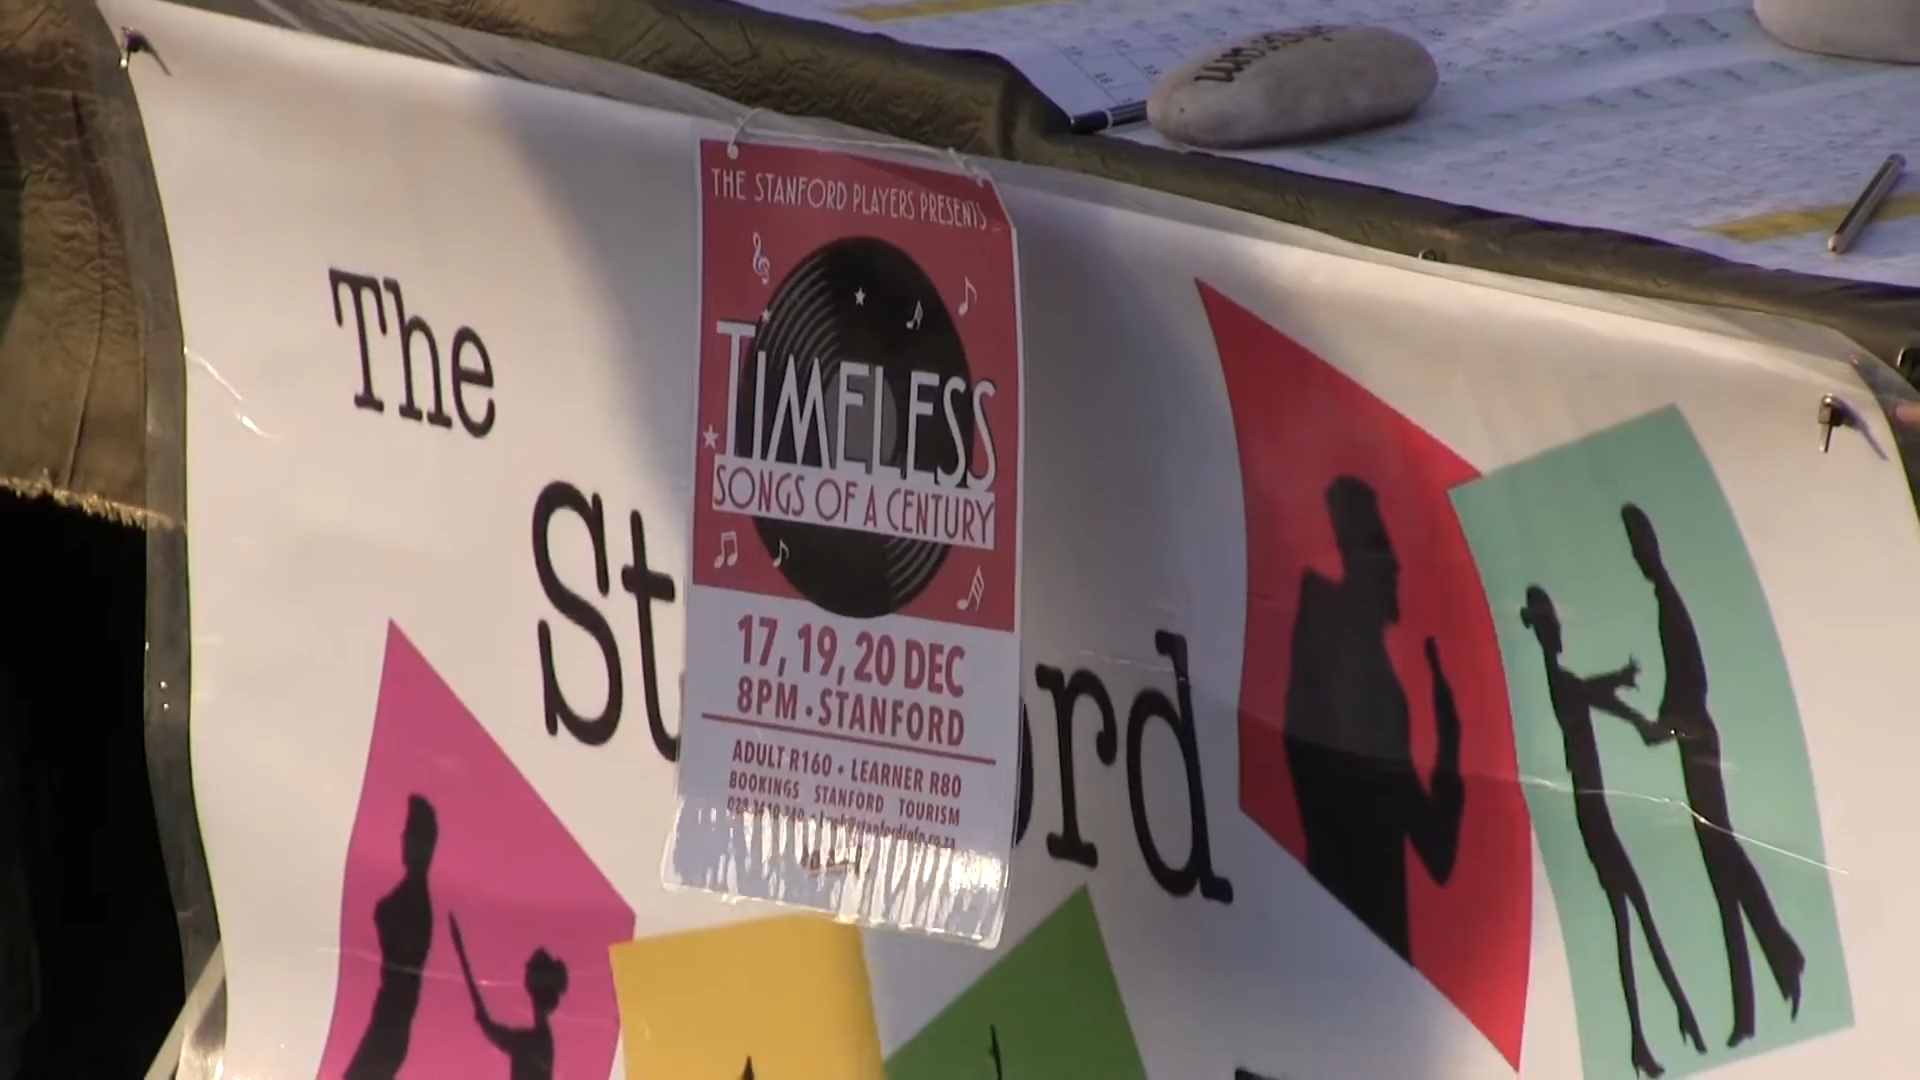 The
St
ord
THE STANFORD PLAYERS PRESENTS ...
TIMELESS
SONGS OF A CENTURY
17, 19, 20 DEC
8PM • STANFORD
ADULT R160 • LEARNER R80
BOOKINGS STANFORD TOURISM